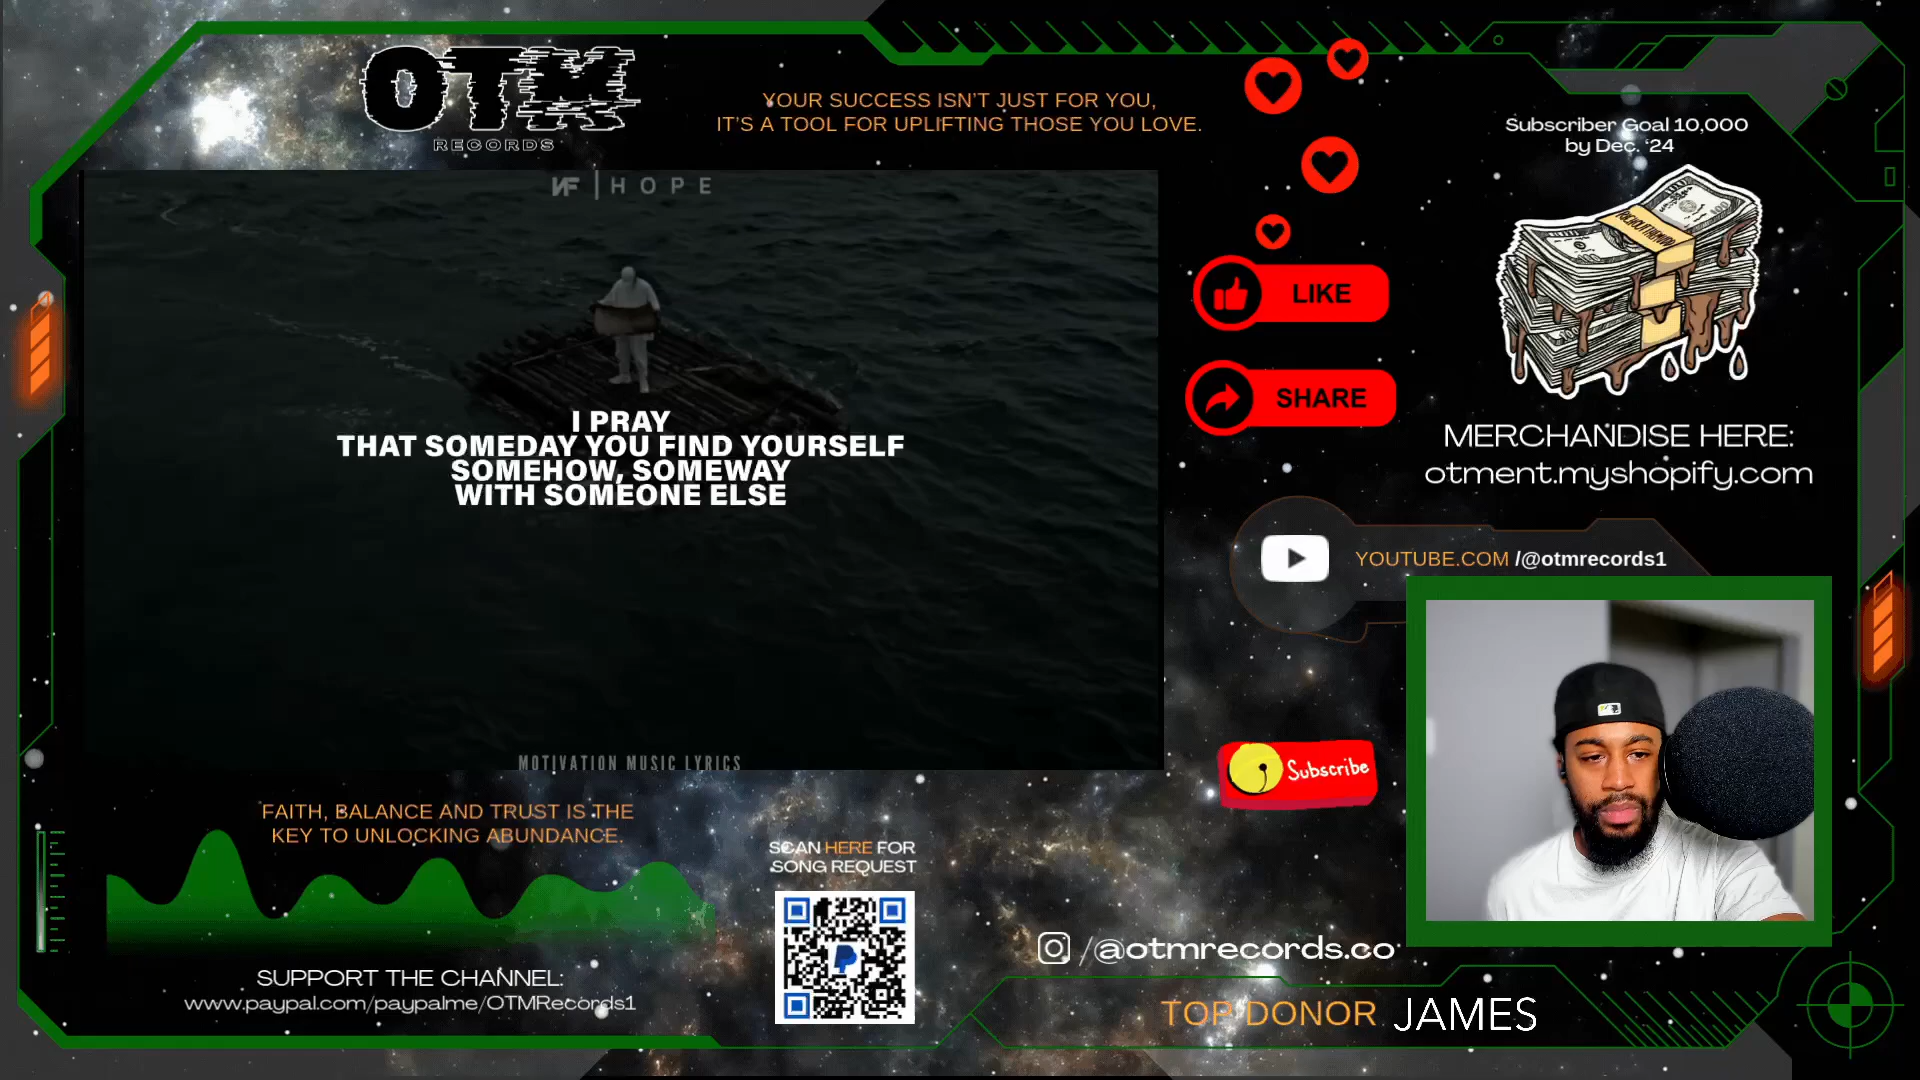 OTM
RECORDS
YOUR SUCCESS ISN'T JUST FOR YOU,
IT'S A TOOL FOR UPLIFTING THOSE YOU LOVE.
Subscriber Goal 10,000
by Dec. '24
NF | HOPE
LIKE
SHARE
I PRAY
THAT SOMEDAY YOU FIND YOURSELF
SOMEHOW, SOMEWAY
WITH SOMEONE ELSE
MERCHANDISE HERE:
otment.myshopify.com
YOUTUBE.COM /@otmrecords1
MOTIVATION MUSIC LYRICS
Subscribe
FAITH, BALANCE AND TRUST IS THE
KEY TO UNLOCKING ABUNDANCE.
SCAN HERE FOR
SONG REQUEST
/@otmrecords.co
SUPPORT THE CHANNEL:
www.paypal.com/paypalme/OTMRecords1
TOP DONOR JAMES